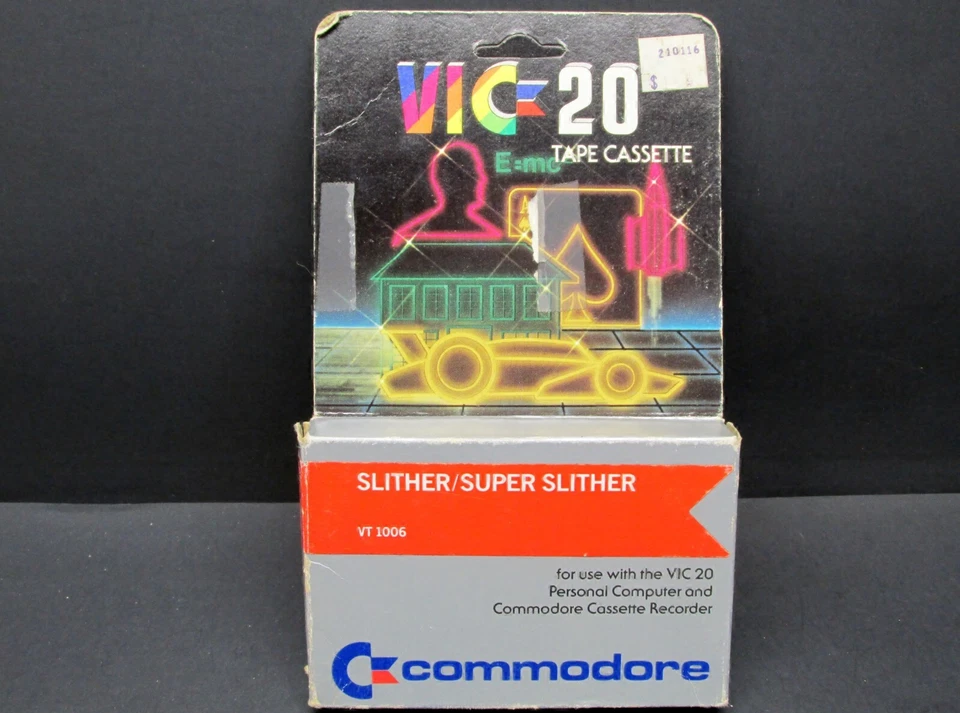 210116
$
VIC 20
TAPE CASSETTE
E=mc²
A
SLITHER/SUPER SLITHER
VT 1006
for use with the VIC 20
Personal Computer and
Commodore Cassette Recorder
commodore